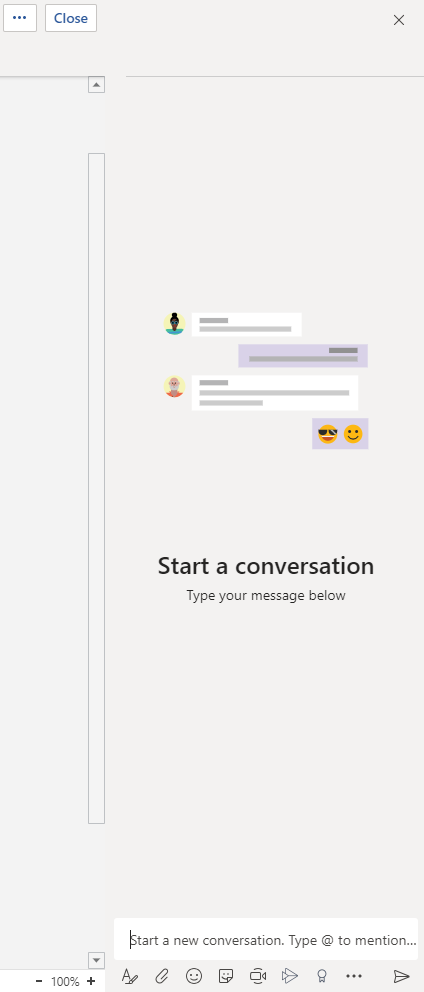 Close
Start a conversation
Type your message below
Start a new conversation. Type @ to mention...
100%